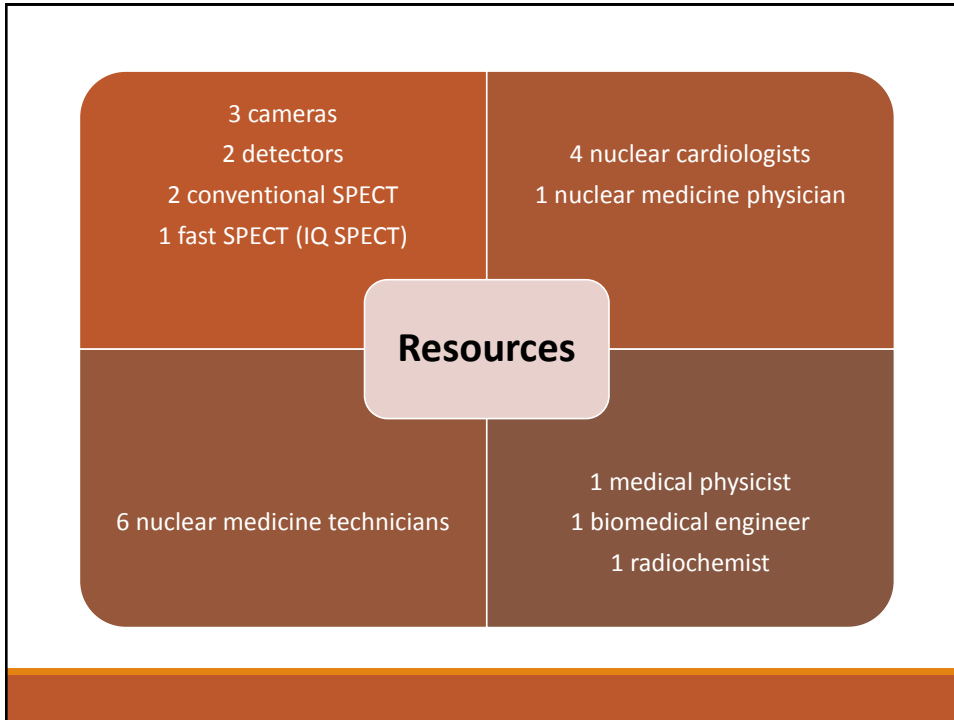 3 cameras
2 detectors
2 conventional SPECT
1 fast SPECT (IQ SPECT)
4 nuclear cardiologists
1 nuclear medicine physician
Resources
6 nuclear medicine technicians
1 medical physicist
1 biomedical engineer
1 radiochemist